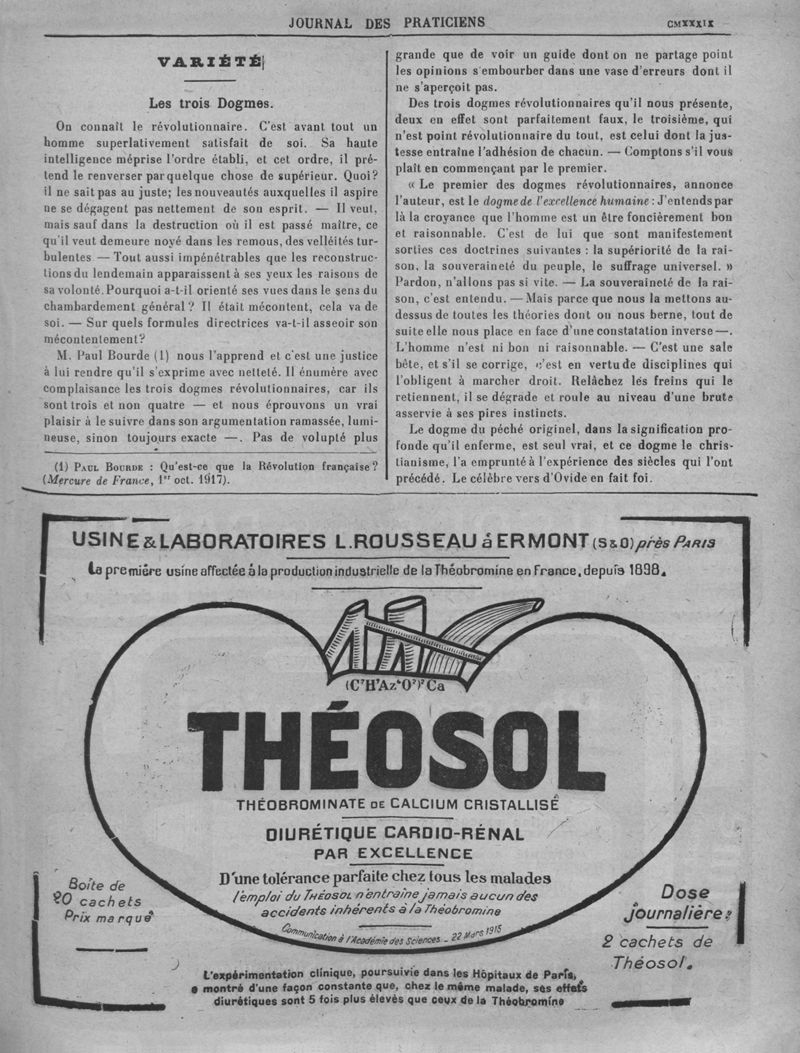 JOURNAL DES PRATICIENS
CMXXXIX
VARIÉTÉ
Les trois Dogmes.
On connaît le révolutionnaire. C'est avant tout un
homme superlativement satisfait de soi. Sa haute
intelligence méprise l'ordre établi, et cet ordre, il pré-
tend le renverser par quelque chose de supérieur. Quoi?
il ne sait pas au juste; les nouveautés auxquelles il aspire
ne se dégagent pas nettement de son esprit. — Il veut,
mais sauf dans la destruction où il est passé maître, ce
qu'il veut demeure noyé dans les remous, des velléités tur-
bulentes — Tout aussi impénétrables que les reconstruc-
tions du lendemain apparaissent à ses yeux les raisons de
sa volonté. Pourquoi a-t-il orienté ses vues dans le sens du
chambardement général? Il était mécontent, cela va de
soi. — Sur quels formules directrices va-t-il asseoir son
mécontentement?
M. Paul Bourde (1) nous l'apprend et c'est une justice
à lui rendre qu'il s'exprime avec netteté. Il énumère avec
complaisance les trois dogmes révolutionnaires, car ils
sont trois et non quatre — et nous éprouvons un vrai
plaisir à le suivre dans son argumentation ramassée, lumi-
neuse, sinon toujours exacte —. Pas de volupté plus
(1) PAUL BOURDE : Qu'est-ce que la Révolution française?
(Mercure de France, 1er oct. 1917).
grande que de voir un guide dont on ne partage point
les opinions s'embourber dans une vase d'erreurs dont il
ne s'aperçoit pas.
Des trois dogmes révolutionnaires qu'il nous présente,
deux en effet sont parfaitement faux, le troisième, qui
n'est point révolutionnaire du tout, est celui dont la jus-
tesse entraîne l'adhésion de chacun. — Comptons s'il vous
plaît en commençant par le premier.
« Le premier des dogmes révolutionnaires, annonce
l'auteur, est le dogme de l'excellence humaine : J'entends par
là la croyance que l'homme est un être foncièrement bon
et raisonnable. C'est de lui que sont manifestement
sorties ces doctrines suivantes : la supériorité de la rai-
son, la souveraineté du peuple, le suffrage universel. »
Pardon, n'allons pas si vite. — La souveraineté de la rai-
son, c'est entendu. — Mais parce que nous la mettons au-
dessus de toutes les théories dont on nous berne, tout de
suite elle nous place en face d'une constatation inverse —.
L'homme n'est ni bon ni raisonnable. — C'est une sale
bête, et s'il se corrige, c'est en vertu de disciplines qui
l'obligent à marcher droit. Relâchez les freins qui le
retiennent, il se dégrade et roule au niveau d'une brute
asservie à ses pires instincts.
Le dogme du péché originel, dans la signification pro-
fonde qu'il enferme, est seul vrai, et ce dogme le chris-
tianisme, l'a emprunté à l'expérience des siècles qui l'ont
précédé. Le célèbre vers d'Ovide en fait foi.
USINE & LABORATOIRES L. ROUSSEAU à ERMONT (S & O) près PARIS
La première usine affectée à la production industrielle de la Théobromine en France, depuis 1898.
(C⁷H⁷Az⁴O²)²Ca
THÉOSOL
THÉOBROMINATE DE CALCIUM CRISTALLISÉ
DIURÉTIQUE CARDIO-RÉNAL
PAR EXCELLENCE
D'une tolérance parfaite chez tous les malades
l'emploi du THÉOSOL n'entraîne jamais aucun des
accidents inhérents à la Théobromine
Communication à l'Académie des Sciences - 22 Mars 1915
Boîte de
20 cachets
Prix marqué
Dose
journalière:
2 cachets de
Théosol.
L'expérimentation clinique, poursuivie dans les Hôpitaux de Paris,
a montré d'une façon constante que, chez le même malade, ses effets
diurétiques sont 5 fois plus élevés que ceux de la Théobromine